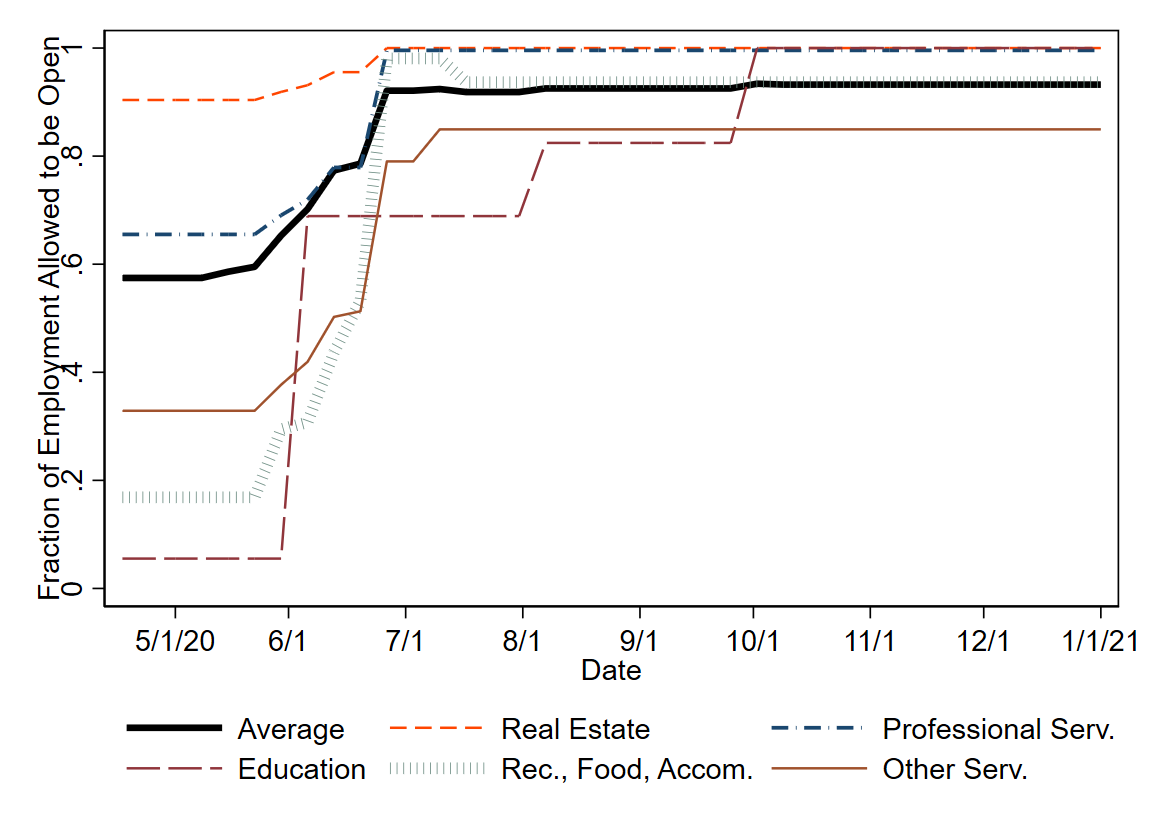 Fraction of Employment Allowed to be Open
1
.8
.6
.4
.2
0
5/1/20 6/1 7/1 8/1 9/1 10/1 11/1 12/1 1/1/21
Date
Average Real Estate Professional Serv.
Education Rec., Food, Accom. Other Serv.